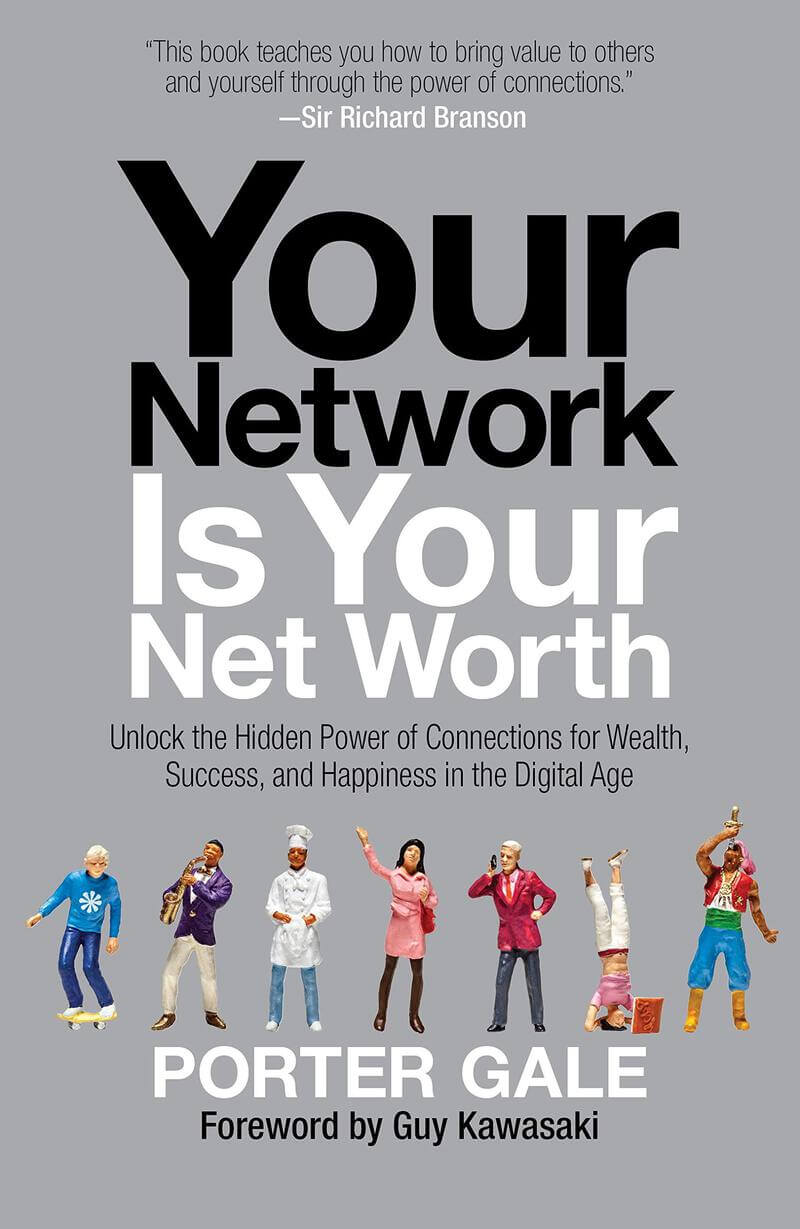 “This book teaches you how to bring value to others
and yourself through the power of connections.”
—Sir Richard Branson
Your
Network
Is Your
Net Worth
Unlock the Hidden Power of Connections for Wealth,
Success, and Happiness in the Digital Age
PORTER GALE
Foreword by Guy Kawasaki